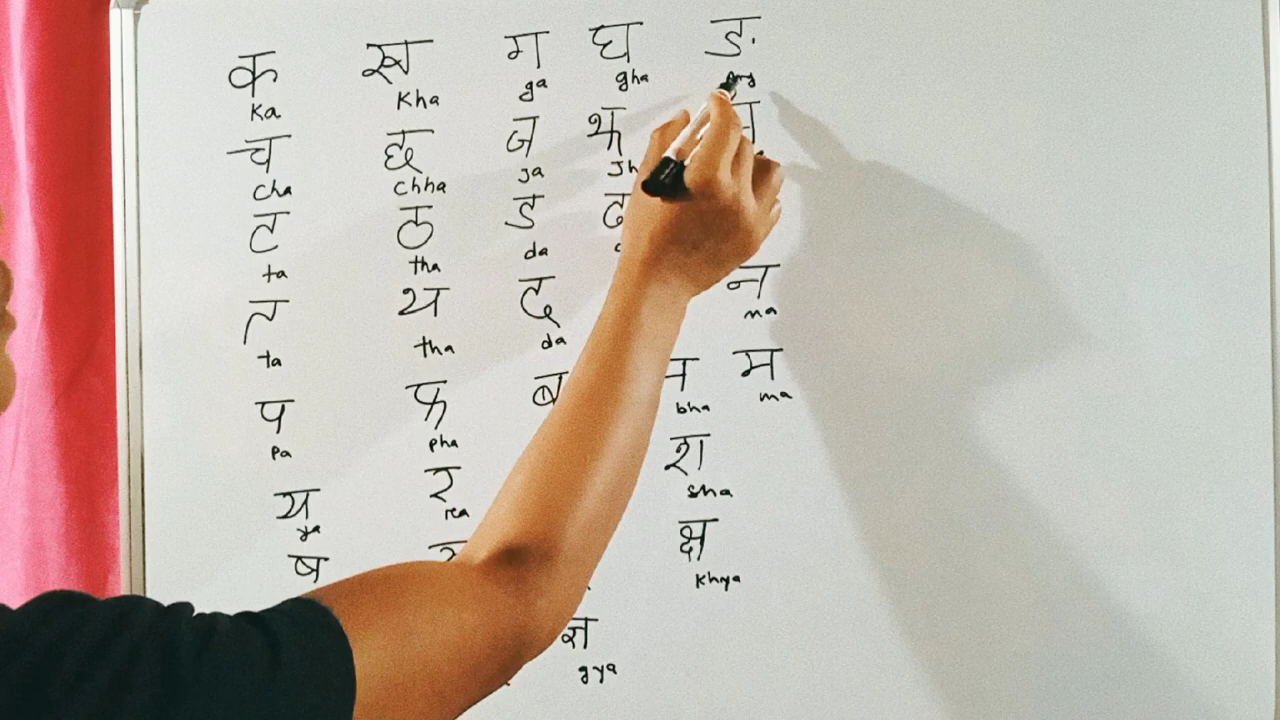 क ख ग घ ङ
Ka Kha ga gha
च छ ज झ
cha chha ja
ट ठ ड
ta tha da
त थ द न
ta tha da na
प फ ब म
pa pha bha ma
य र श
ya ra sha
ष क्ष
khya
ज्ञ
gya